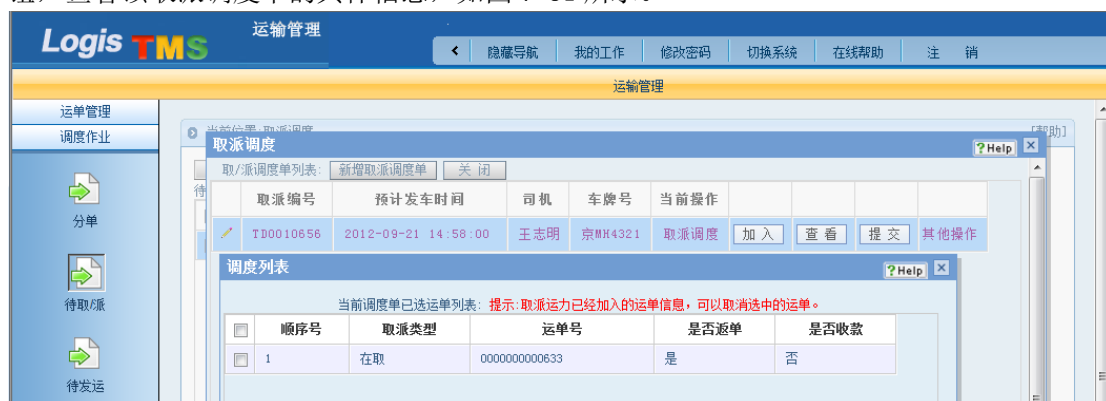 运输管理
Logis TMS
隐藏导航 我的工作 修改密码 切换系统 在线帮助 注 销
运输管理
运单管理
调度作业
分单
待取/派
待发运
当前位置:取派调度 [帮助]
取派调度 ?Help
取/派调度单列表: 新增取派调度单 关 闭
待
取派编号 预计发车时间 司机 车牌号 当前操作
TD0010656 2012-09-21 14:58:00 王志明 京MH4321 取派调度 加 入 查 看 提 交 其他操作
调度列表 ?Help
当前调度单已选运单列表: 提示:取派运力已经加入的运单信息，可以取消选中的运单。
顺序号 取派类型 运单号 是否返单 是否收款
1 在取 0000000000633 是 否